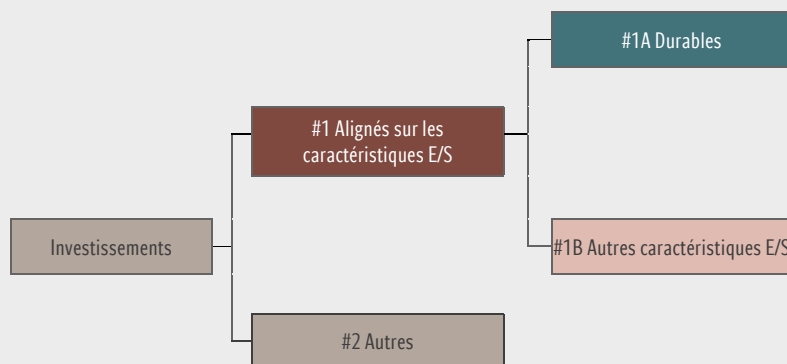 #1A Durables
#1 Alignés sur les
caractéristiques E/S
Investissements
#1B Autres caractéristiques E/S
#2 Autres